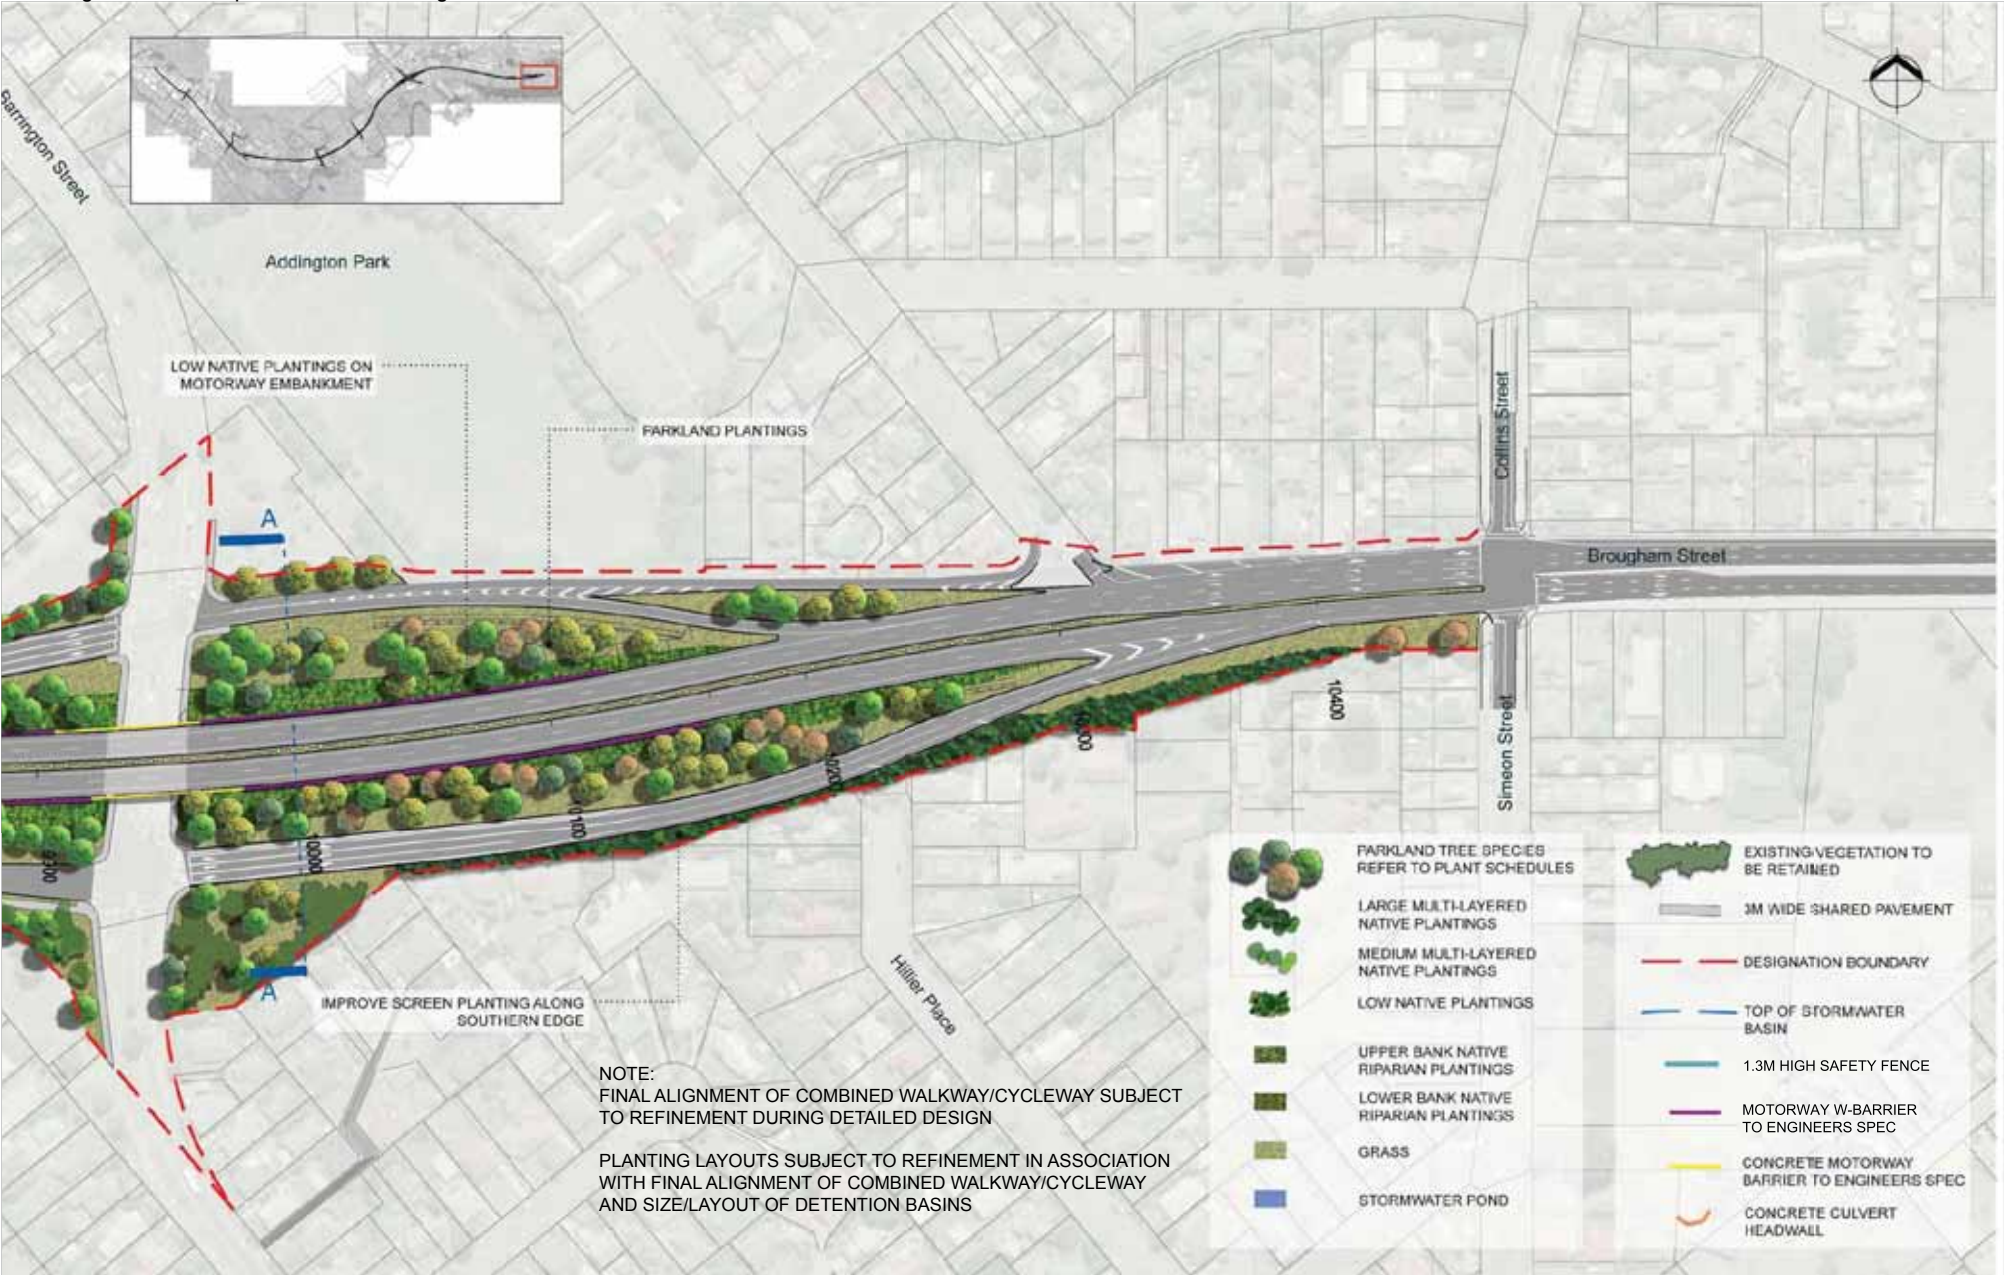 Barrington Street
Addington Park
LOW NATIVE PLANTINGS ON
MOTORWAY EMBANKMENT
PARKLAND PLANTINGS
Collins Street
A
Brougham Street
10400
Simeon Street
10100
10000
9900
A
IMPROVE SCREEN PLANTING ALONG
SOUTHERN EDGE
Hillier Place
NOTE:
FINAL ALIGNMENT OF COMBINED WALKWAY/CYCLEWAY SUBJECT
TO REFINEMENT DURING DETAILED DESIGN
PLANTING LAYOUTS SUBJECT TO REFINEMENT IN ASSOCIATION
WITH FINAL ALIGNMENT OF COMBINED WALKWAY/CYCLEWAY
AND SIZE/LAYOUT OF DETENTION BASINS
PARKLAND TREE SPECIES
REFER TO PLANT SCHEDULES
LARGE MULTI-LAYERED
NATIVE PLANTINGS
MEDIUM MULTI-LAYERED
NATIVE PLANTINGS
LOW NATIVE PLANTINGS
UPPER BANK NATIVE
RIPARIAN PLANTINGS
LOWER BANK NATIVE
RIPARIAN PLANTINGS
GRASS
STORMWATER POND
EXISTING VEGETATION TO
BE RETAINED
3M WIDE SHARED PAVEMENT
DESIGNATION BOUNDARY
TOP OF STORMWATER
BASIN
1.3M HIGH SAFETY FENCE
MOTORWAY W-BARRIER
TO ENGINEERS SPEC
CONCRETE MOTORWAY
BARRIER TO ENGINEERS SPEC
CONCRETE CULVERT
HEADWALL